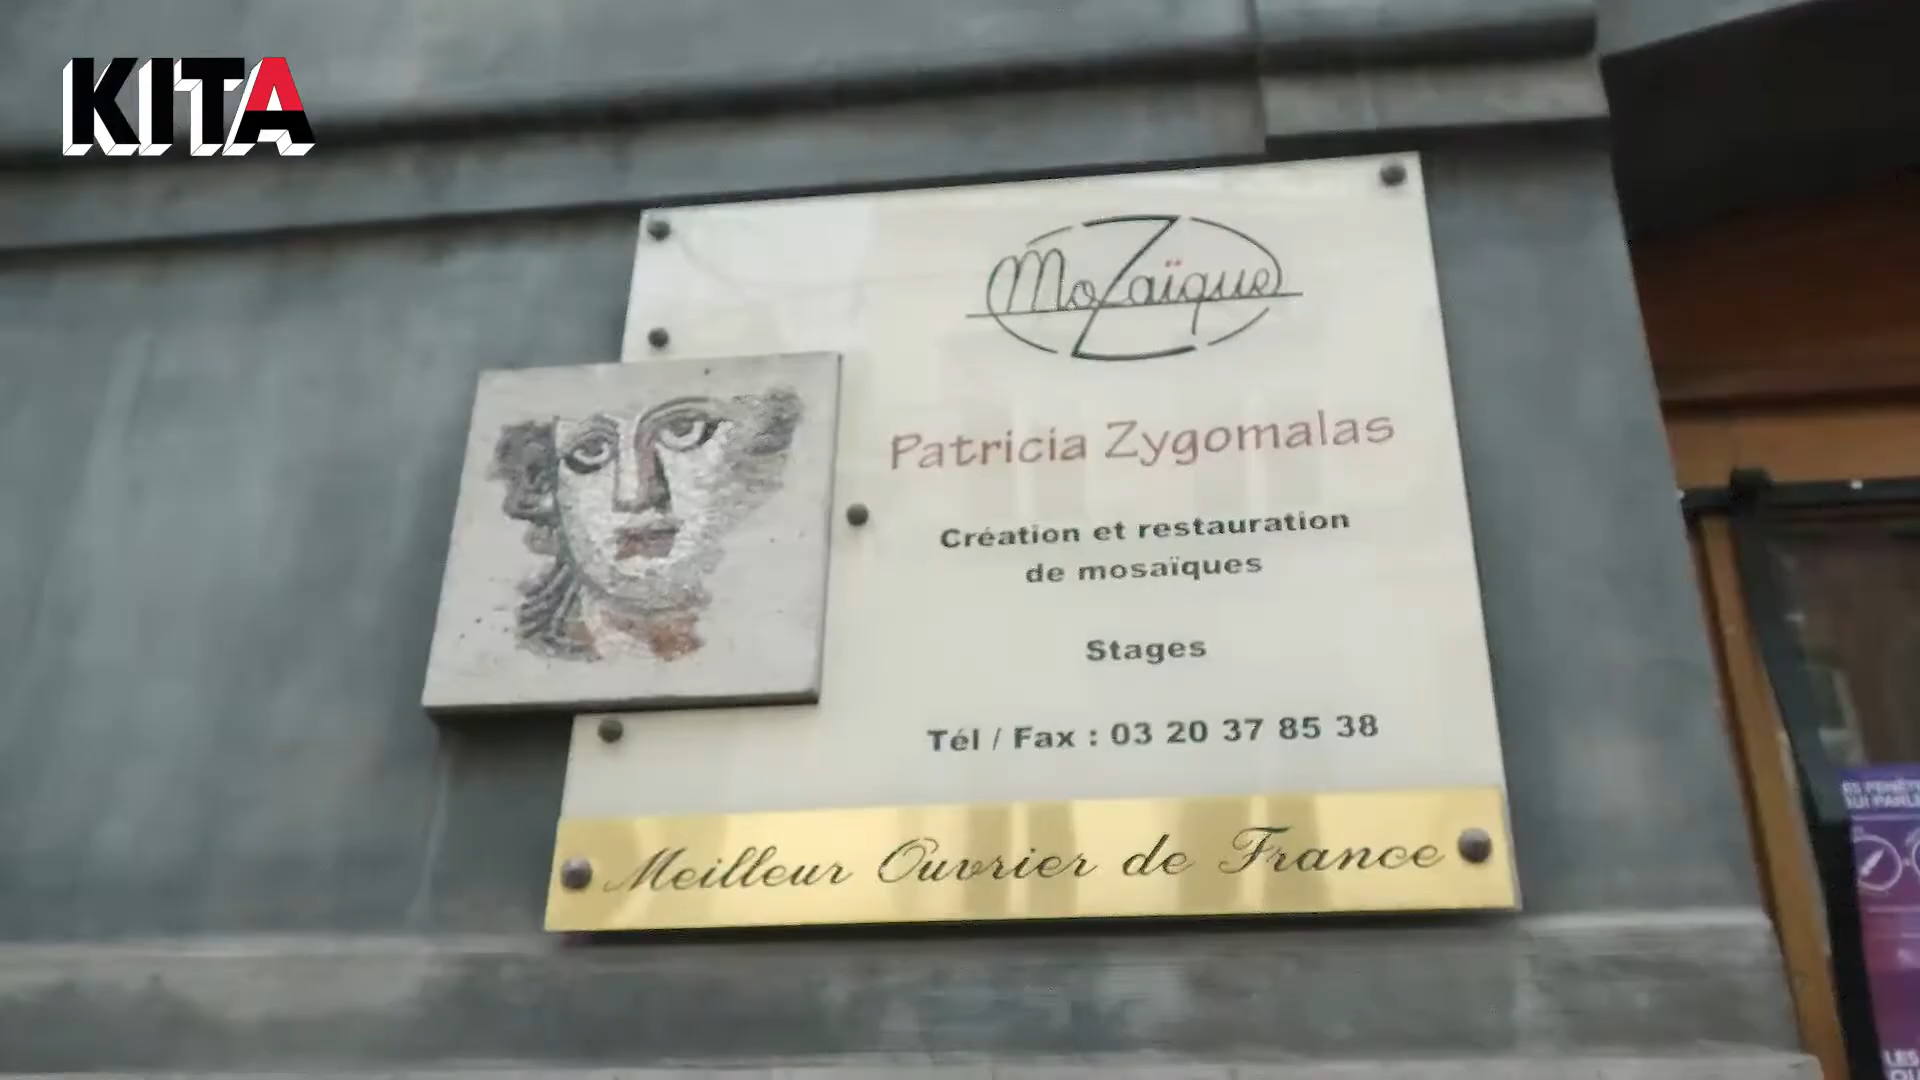 KITA
MoZaïque
Patricia Zygomalas
Création et restauration
de mosaïques
Stages
Tél / Fax : 03 20 37 85 38
Meilleur Ouvrier de France
LES